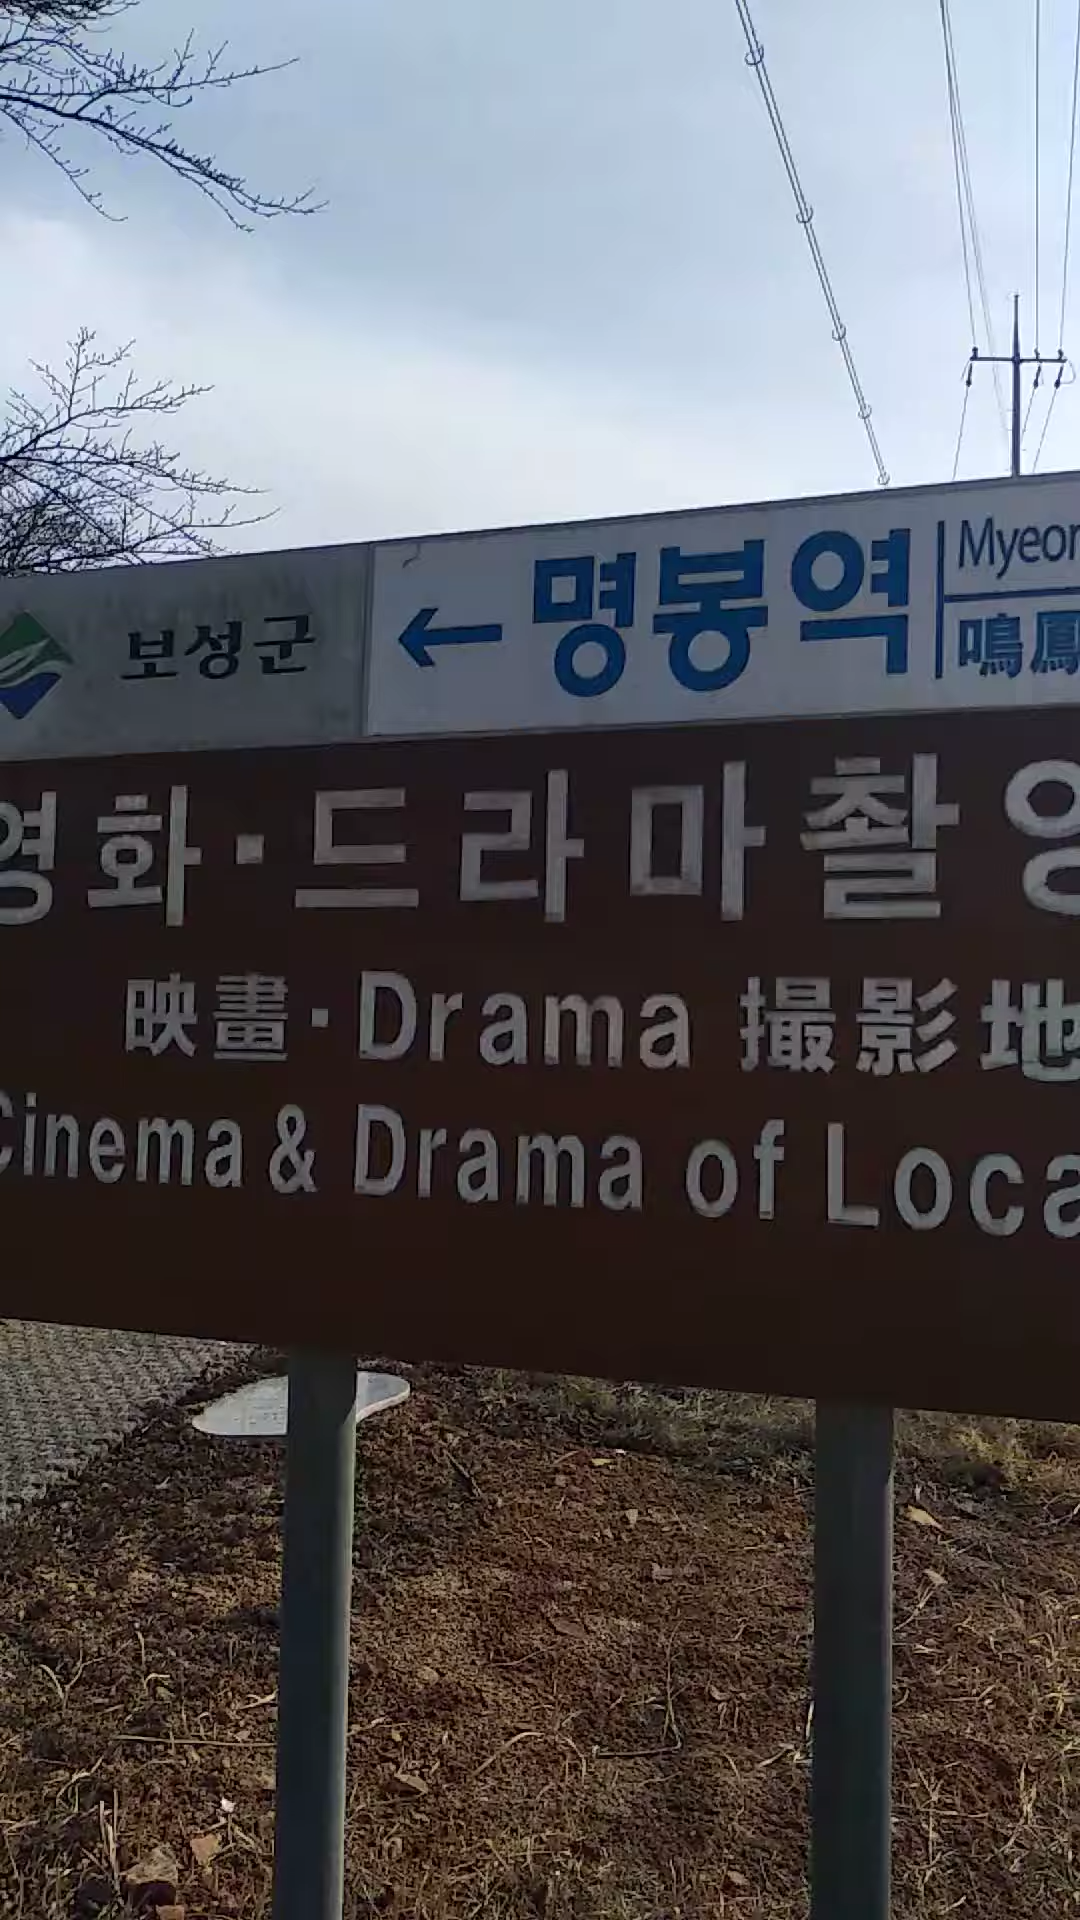 보성군
← 명봉역
Myeon
鳴鳳
영화·드라마촬영
映畫·Drama 撮影地
Cinema & Drama of Loca